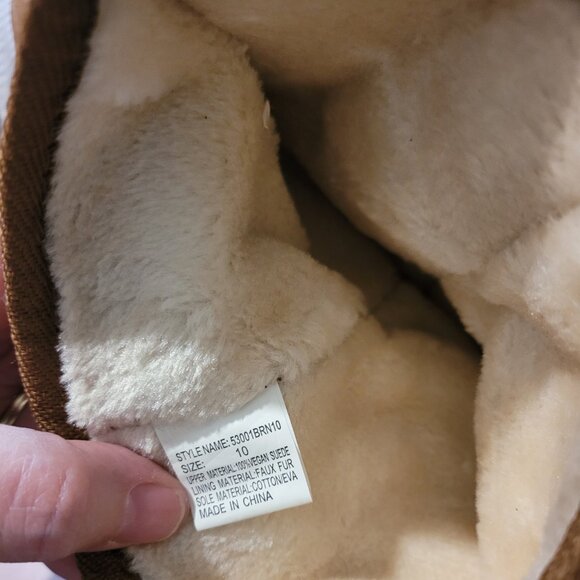 STYLE NAME: 53001BRN10
SIZE: 10
UPPER MATERIAL:100%VEGAN SUEDE
LINING MATERIAL:FAUX FUR
SOLE MATERIAL:COTTON/EVA
MADE IN CHINA